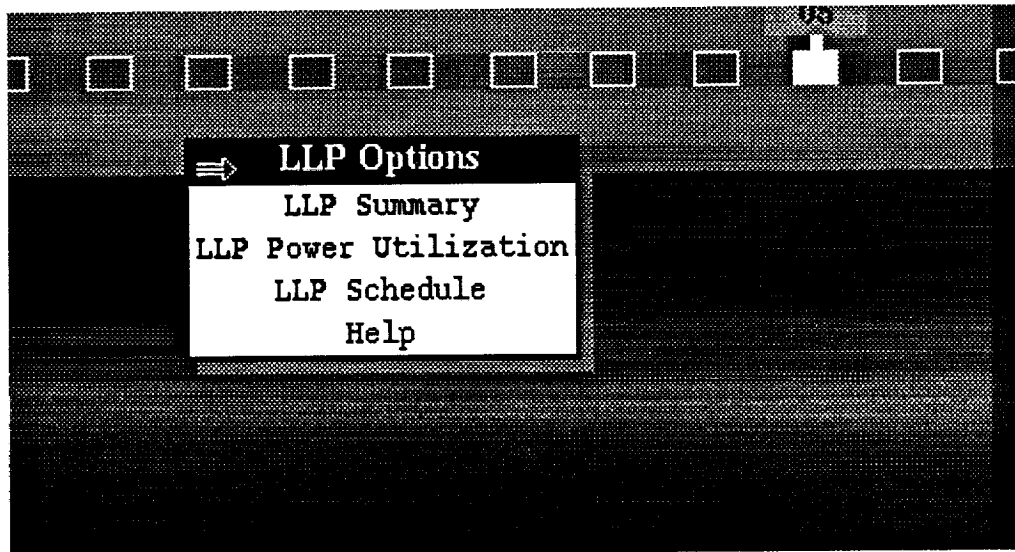 LLP Options
LLP Summary
LLP Power Utilization
LLP Schedule
Help